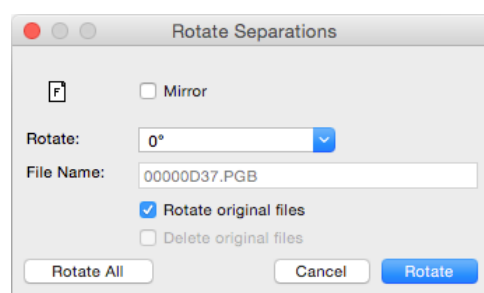 Rotate Separations
F
Mirror
Rotate: 0°
File Name: 00000D37.PGB
Rotate original files
Delete original files
Rotate All Cancel Rotate